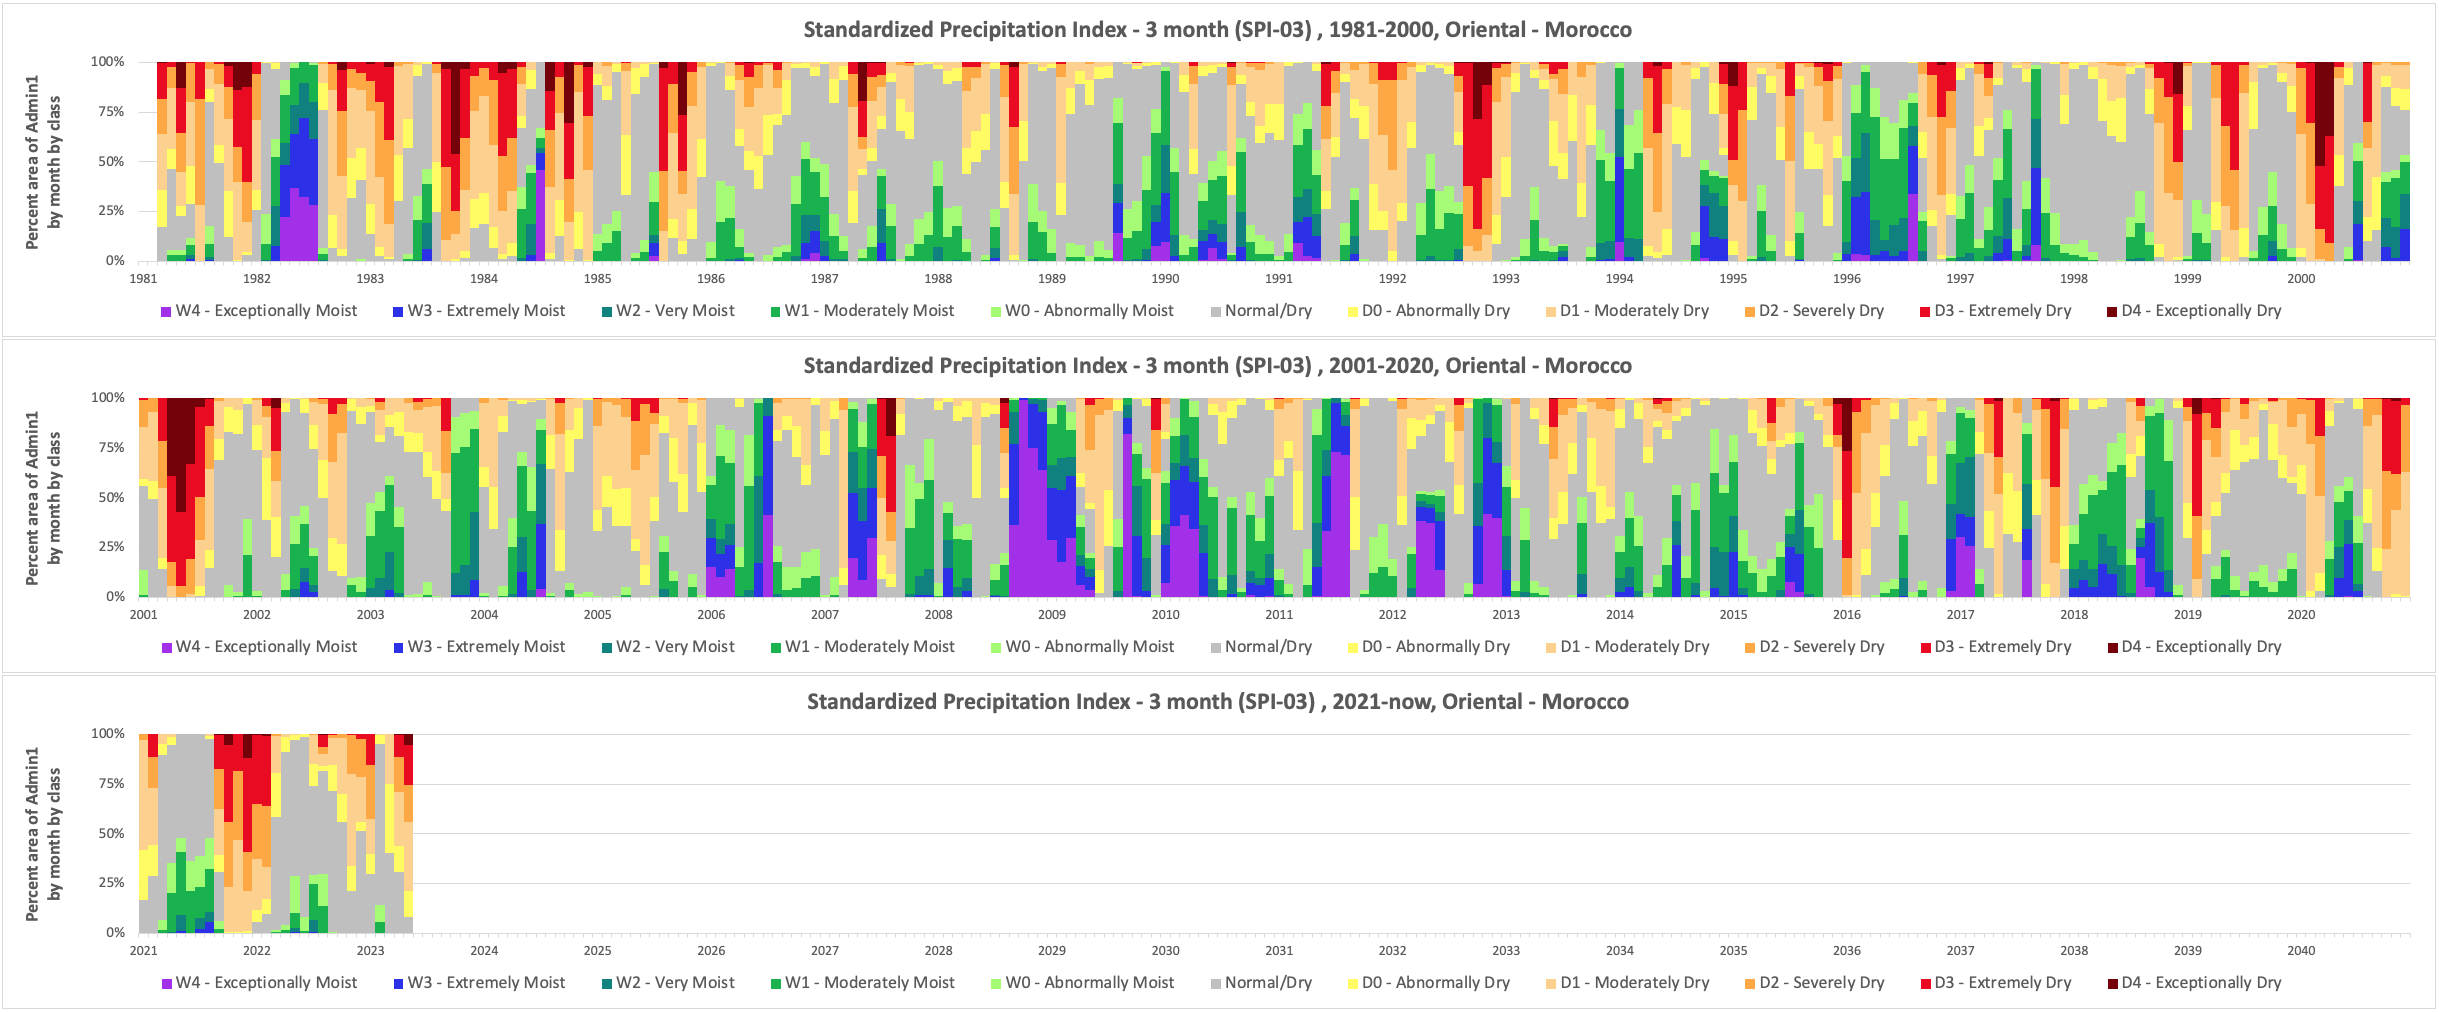 Standardized Precipitation Index - 3 month (SPI-03) , 1981-2000, Oriental - Morocco
Percent area of Admin1
by month by class
100%
75%
50%
25%
0%
1981 1982 1983 1984 1985 1986 1987 1988 1989 1990 1991 1992 1993 1994 1995 1996 1997 1998 1999 2000
W4 - Exceptionally Moist W3 - Extremely Moist W2 - Very Moist W1 - Moderately Moist W0 - Abnormally Moist Normal/Dry D0 - Abnormally Dry D1 - Moderately Dry D2 - Severely Dry D3 - Extremely Dry D4 - Exceptionally Dry
Standardized Precipitation Index - 3 month (SPI-03) , 2001-2020, Oriental - Morocco
Percent area of Admin1
by month by class
100%
75%
50%
25%
0%
2001 2002 2003 2004 2005 2006 2007 2008 2009 2010 2011 2012 2013 2014 2015 2016 2017 2018 2019 2020
W4 - Exceptionally Moist W3 - Extremely Moist W2 - Very Moist W1 - Moderately Moist W0 - Abnormally Moist Normal/Dry D0 - Abnormally Dry D1 - Moderately Dry D2 - Severely Dry D3 - Extremely Dry D4 - Exceptionally Dry
Standardized Precipitation Index - 3 month (SPI-03) , 2021-now, Oriental - Morocco
Percent area of Admin1
by month by class
100%
75%
50%
25%
0%
2021 2022 2023 2024 2025 2026 2027 2028 2029 2030 2031 2032 2033 2034 2035 2036 2037 2038 2039 2040
W4 - Exceptionally Moist W3 - Extremely Moist W2 - Very Moist W1 - Moderately Moist W0 - Abnormally Moist Normal/Dry D0 - Abnormally Dry D1 - Moderately Dry D2 - Severely Dry D3 - Extremely Dry D4 - Exceptionally Dry